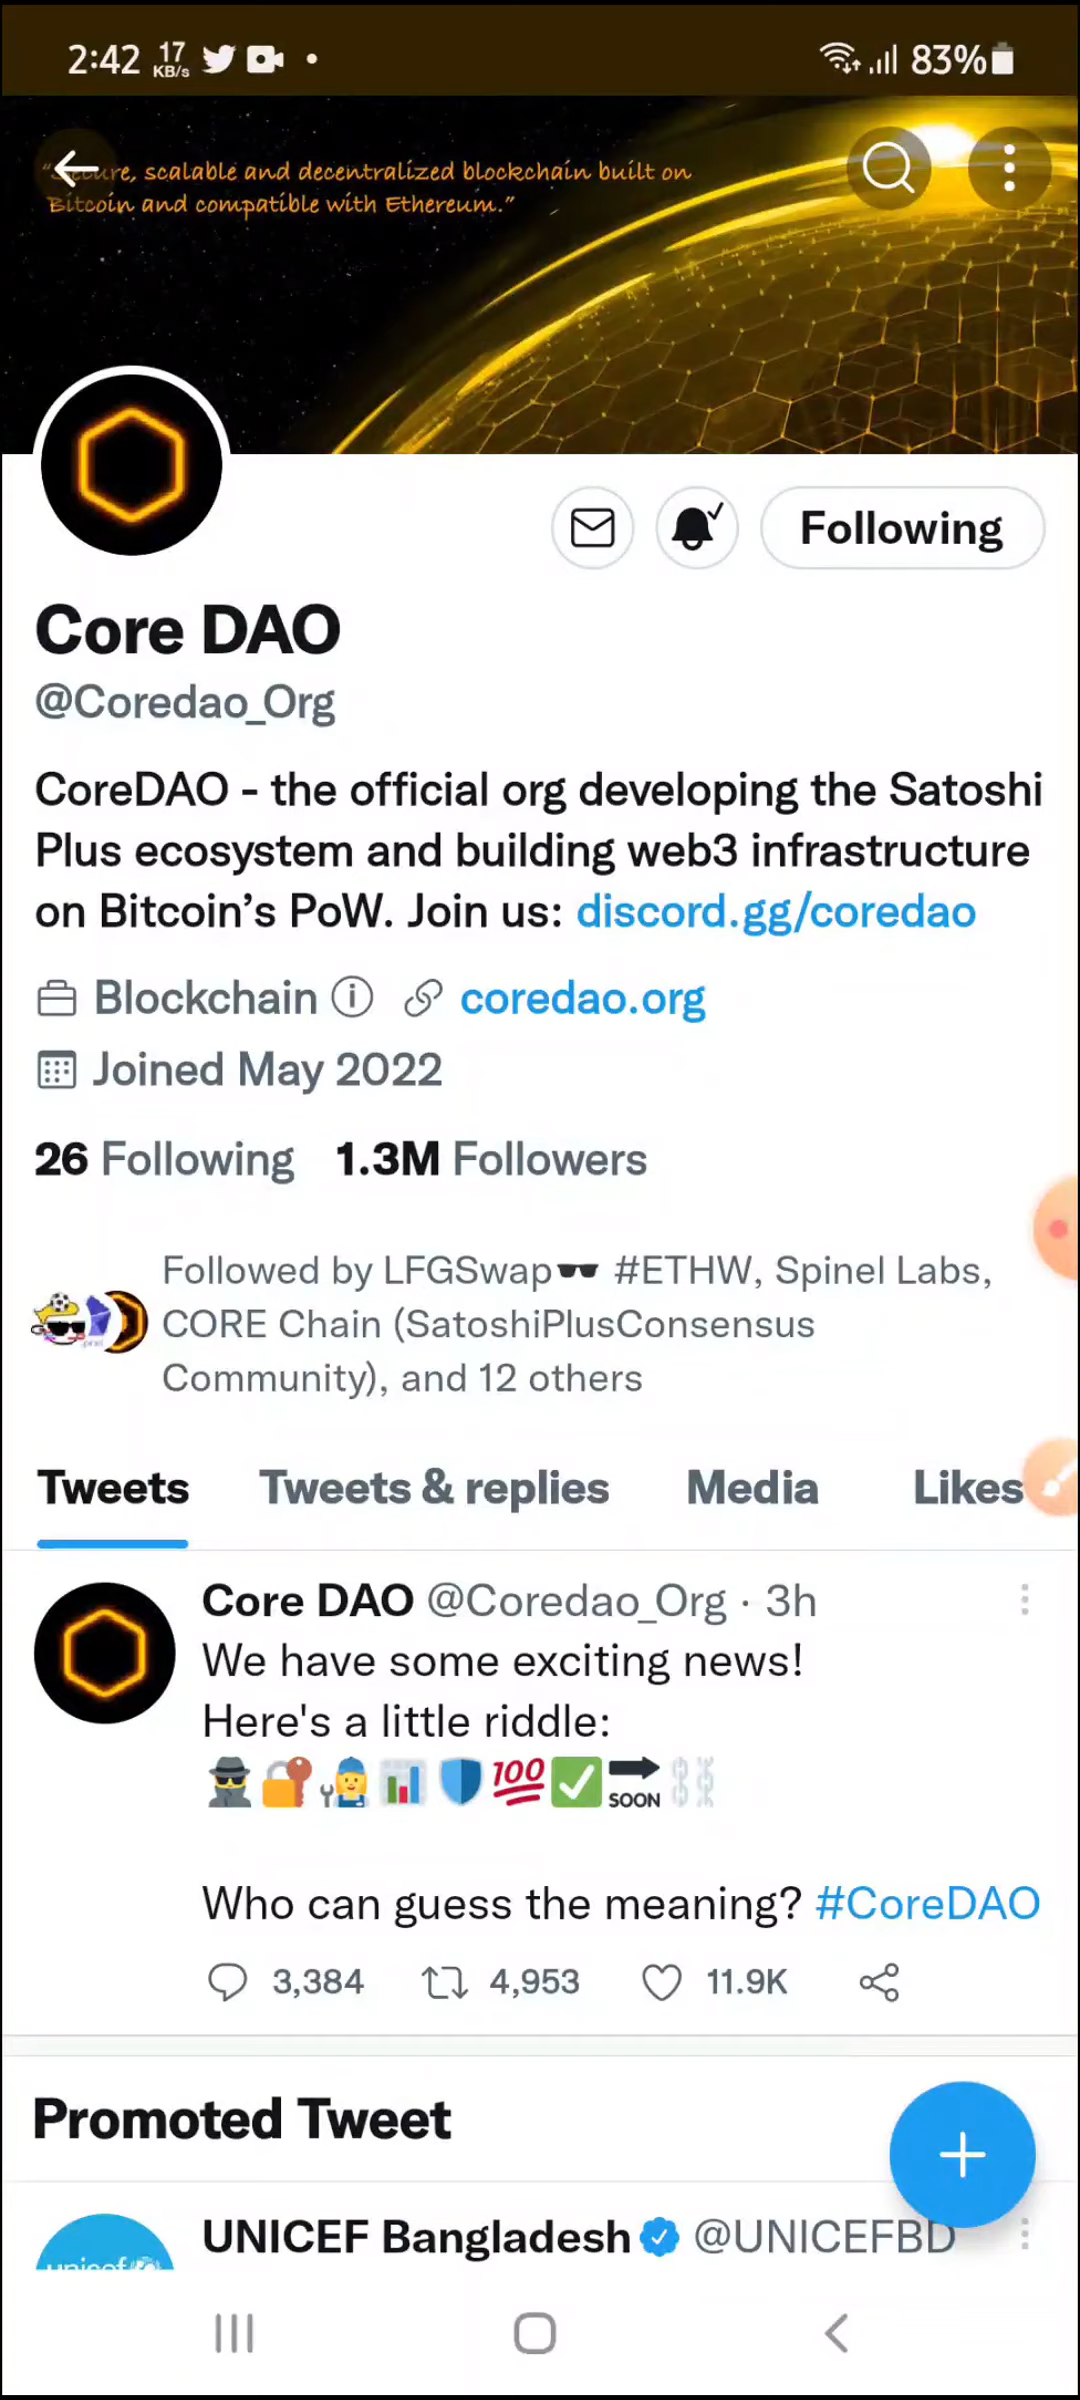 2:42 17 KB/s 83%
"Secure, scalable and decentralized blockchain built on
Bitcoin and compatible with Ethereum."
Following
Core DAO
@Coredao_Org
CoreDAO - the official org developing the Satoshi
Plus ecosystem and building web3 infrastructure
on Bitcoin’s PoW. Join us: discord.gg/coredao
Blockchain coredao.org
Joined May 2022
26 Following 1.3M Followers
Followed by LFGSwap🕶️ #ETHW, Spinel Labs,
CORE Chain (SatoshiPlusConsensus
Community), and 12 others
Tweets Tweets & replies Media Likes
Core DAO @Coredao_Org · 3h
We have some exciting news!
Here's a little riddle:
🕵️🔐👩‍🔧📊🛡️💯✅🔜⛓️
Who can guess the meaning? #CoreDAO
3,384 4,953 11.9K
Promoted Tweet
UNICEF Bangladesh @UNICEFBD
unicef